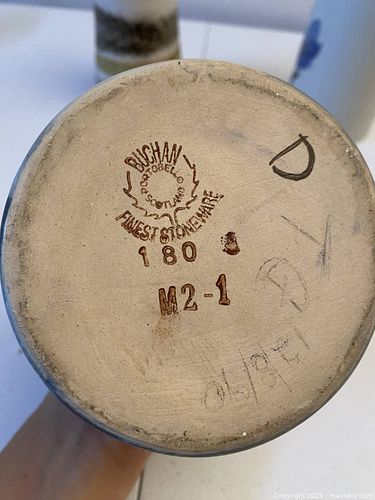 BUCHAN
PORTOBELLO
SCOTLAND
FINEST STONEWARE
180
M2-1
D
Copyright 2025 - maxsold.com